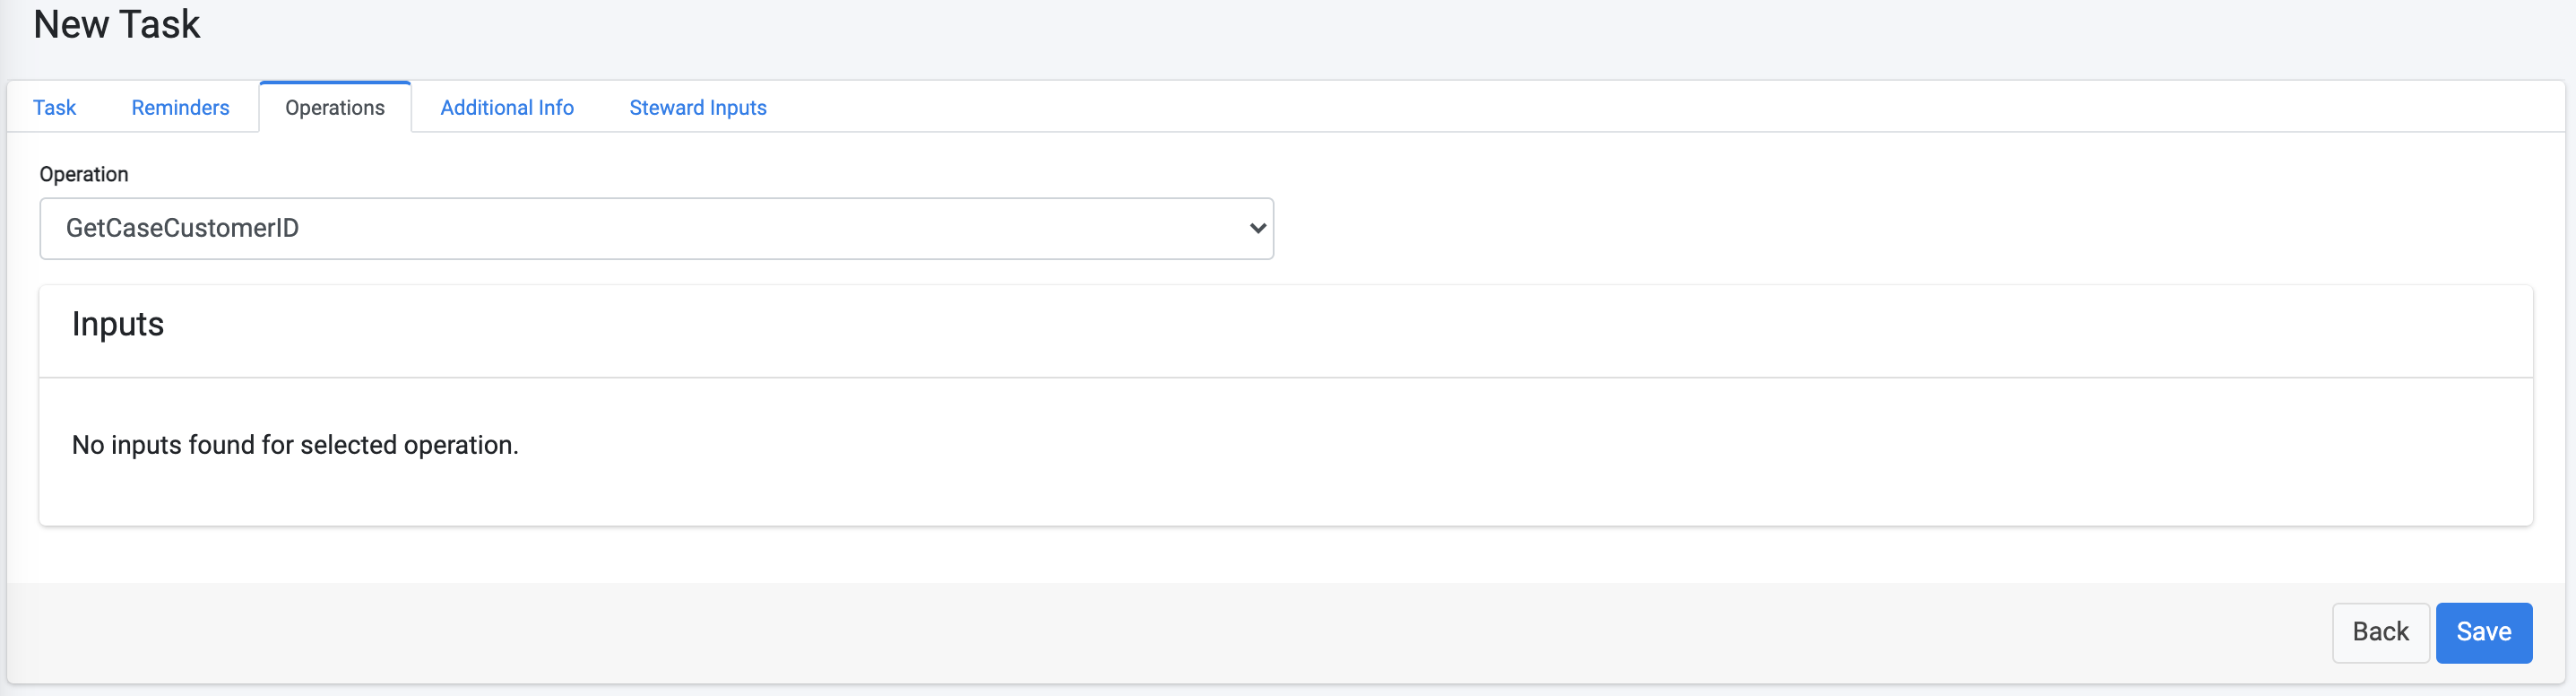 New Task
Task Reminders Operations Additional Info Steward Inputs
Operation
GetCaseCustomerID
Inputs
No inputs found for selected operation.
Back Save